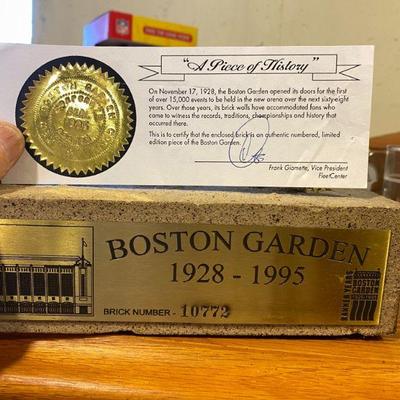 "A Piece of History"
On November 17, 1928, the Boston Garden opened its doors for the first
of over 15,000 events to be held in the new arena over the next sixty-eight
years. Over those years, its brick walls have accommodated fans who
came to witness the records, traditions, championships and history that
occurred there.
This is to certify that the enclosed brick is an authentic numbered, limited
edition piece of the Boston Garden.
Frank Giamette, Vice President
FleetCenter
BOSTON GARDEN
1928 - 1995
BRICK NUMBER - 10772
BANNER YEARS
BOSTON
GARDEN